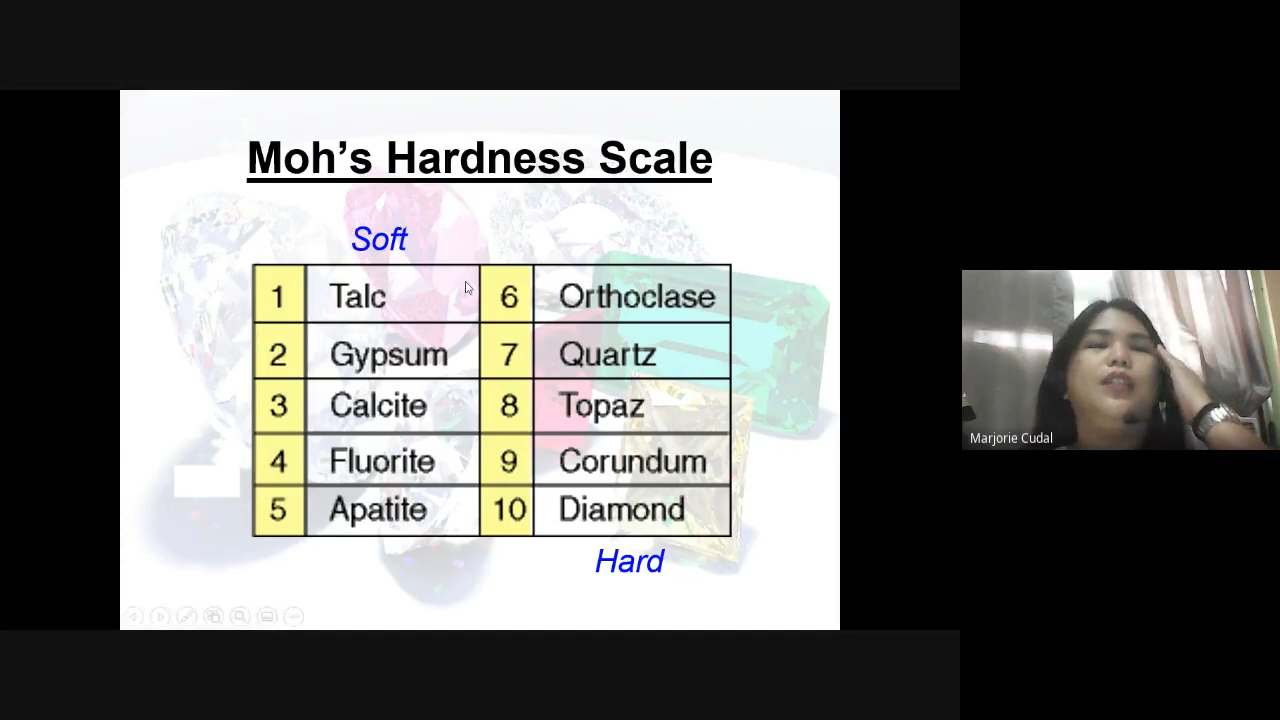 Moh's Hardness Scale
Soft
1 Talc 6 Orthoclase
2 Gypsum 7 Quartz
3 Calcite 8 Topaz
4 Fluorite 9 Corundum
5 Apatite 10 Diamond
Hard
Marjorie Cudal